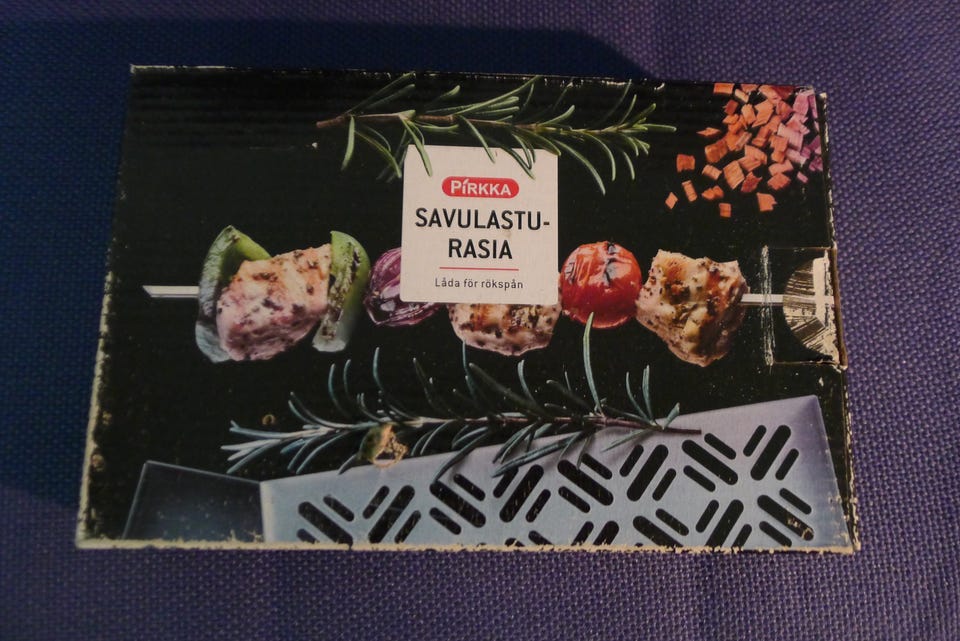 PIRKKA
SAVULASTU-
RASIA
Låda för rökspån